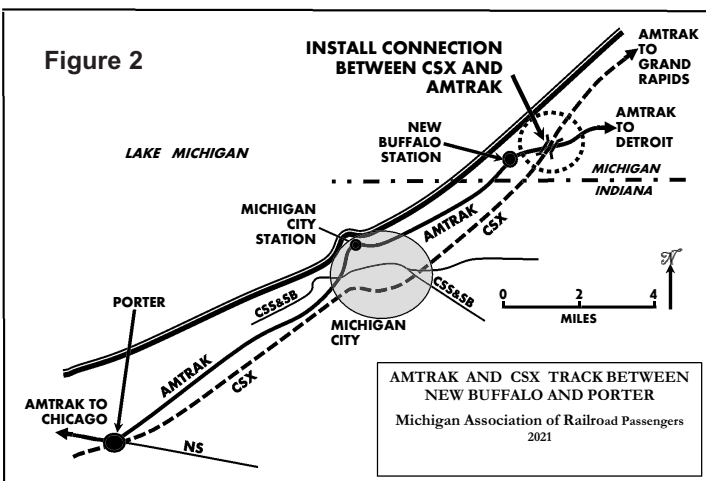 Figure 2
INSTALL CONNECTION
BETWEEN CSX AND
AMTRAK
AMTRAK
TO
GRAND
RAPIDS
AMTRAK
TO
DETROIT
NEW
BUFFALO
STATION
LAKE MICHIGAN
MICHIGAN
INDIANA
MICHIGAN
CITY
STATION
AMTRAK
CSX
N
CSS&SB
CSS&SB
0 2 4
MILES
PORTER
MICHIGAN
CITY
AMTRAK
CSX
AMTRAK TO
CHICAGO
NS
AMTRAK AND CSX TRACK BETWEEN
NEW BUFFALO AND PORTER
Michigan Association of Railroad Passengers
2021